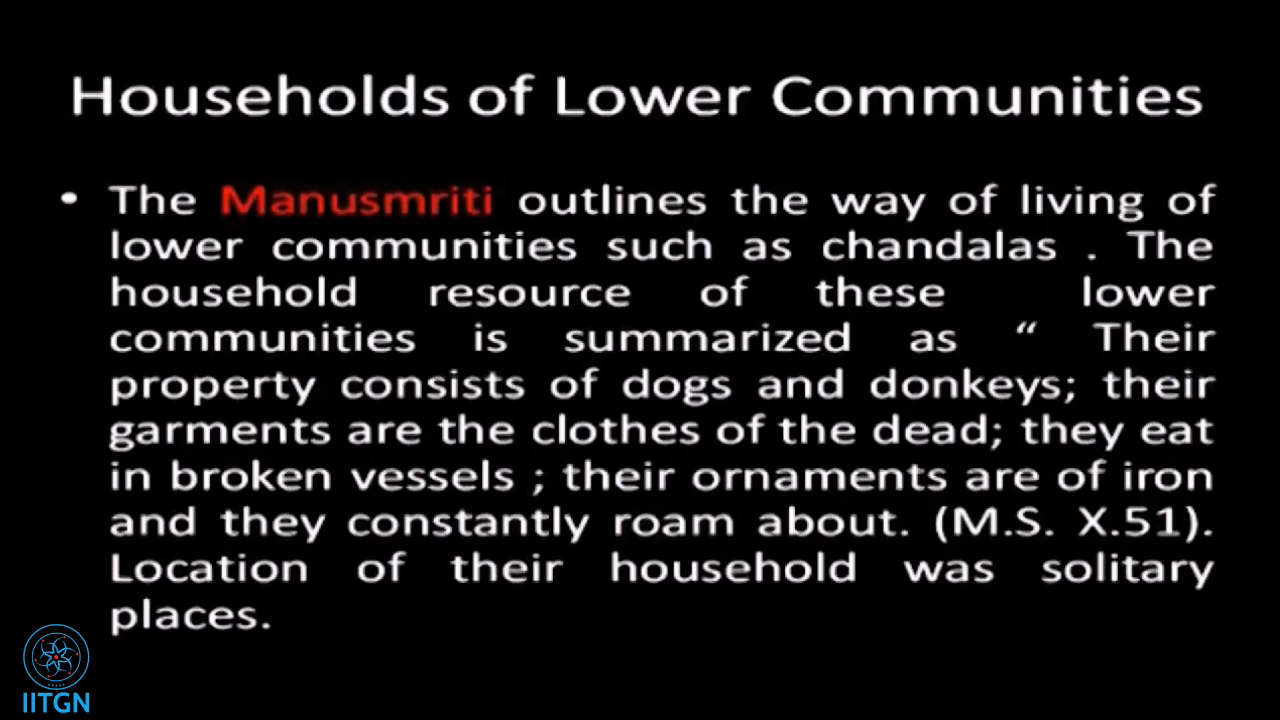 Households of Lower Communities
• The Manusmriti outlines the way of living of
lower communities such as chandalas . The
household resource of these lower
communities is summarized as “ Their
property consists of dogs and donkeys; their
garments are the clothes of the dead; they eat
in broken vessels ; their ornaments are of iron
and they constantly roam about. (M.S. X.51).
Location of their household was solitary
places.
IITGN